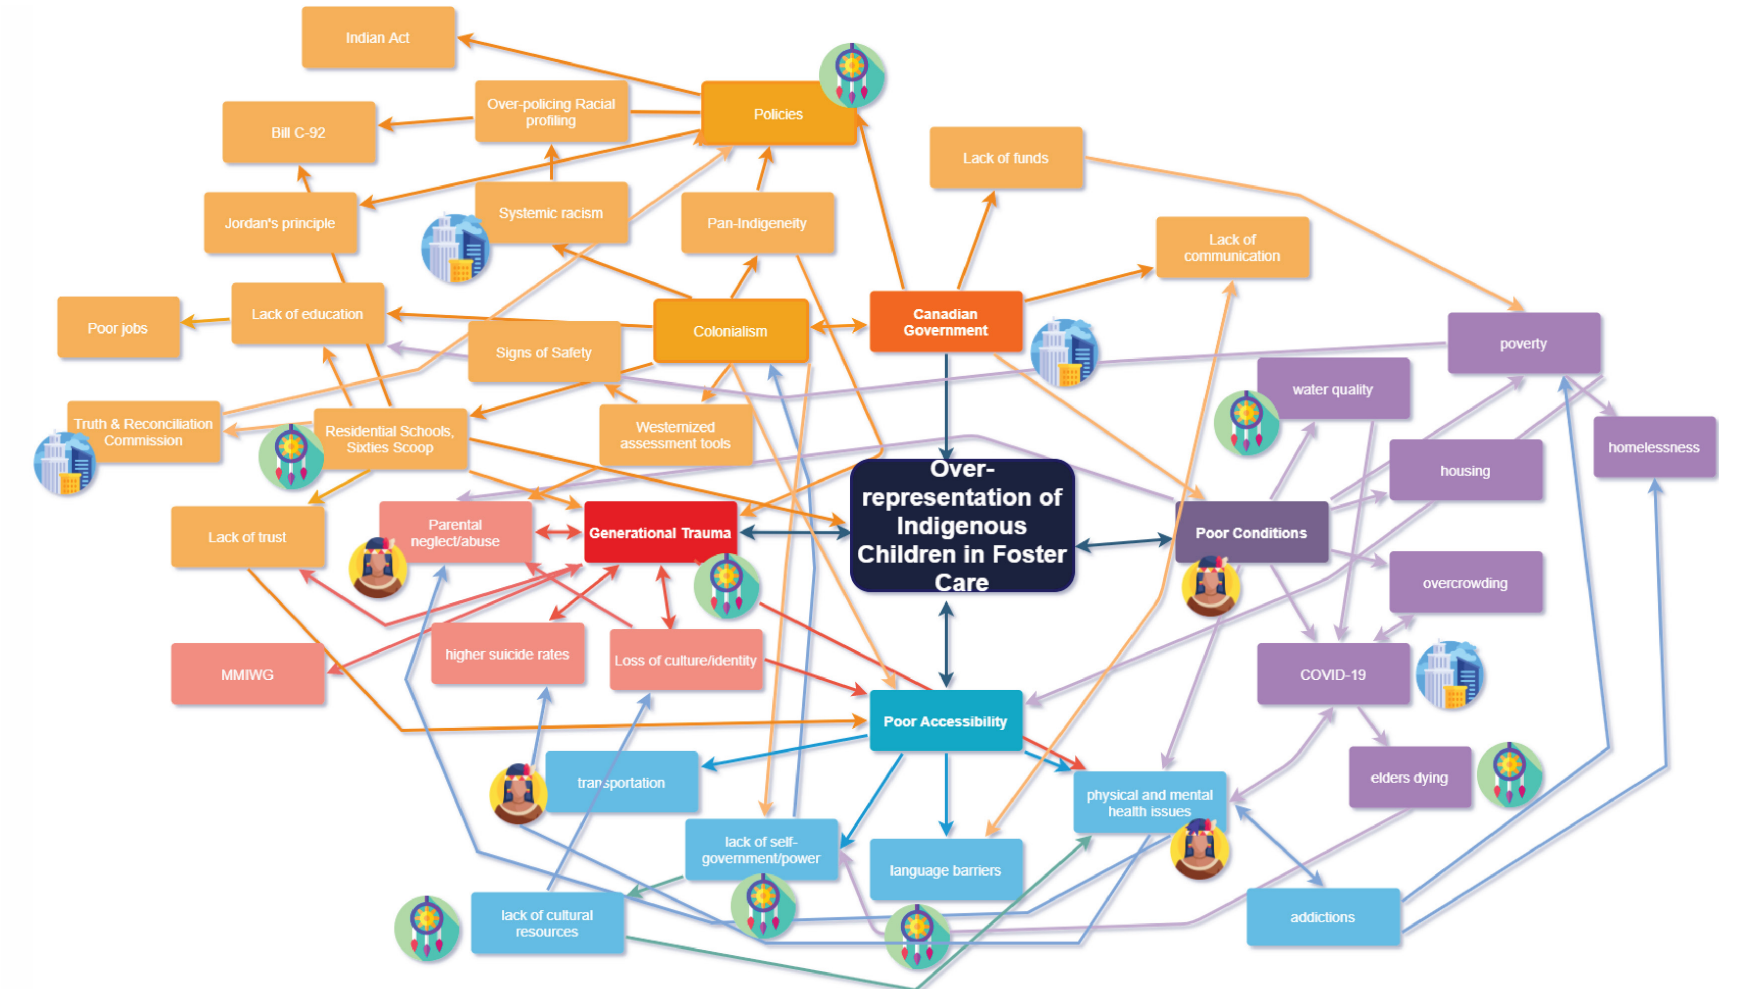 Indian Act
Policies
Over-policing Racial
profiling
Bill C-92
Lack of funds
Jordan's principle
Systemic racism
Pan-Indigeneity
Lack of
communication
Poor jobs
Lack of education
Signs of Safety
Colonialism
Canadian
Government
poverty
water quality
Truth & Reconciliation
Commission
Residential Schools,
Sixties Scoop
Westernized
assessment tools
homelessness
housing
Over-
representation of
Indigenous
Children in Foster
Care
Lack of trust
Parental
neglect/abuse
Generational Trauma
Poor Conditions
overcrowding
MMIWG
higher suicide rates
Loss of culture/identity
COVID-19
Poor Accessibility
transportation
physical and mental
health issues
elders dying
lack of self-
government/power
language barriers
lack of cultural
resources
addictions